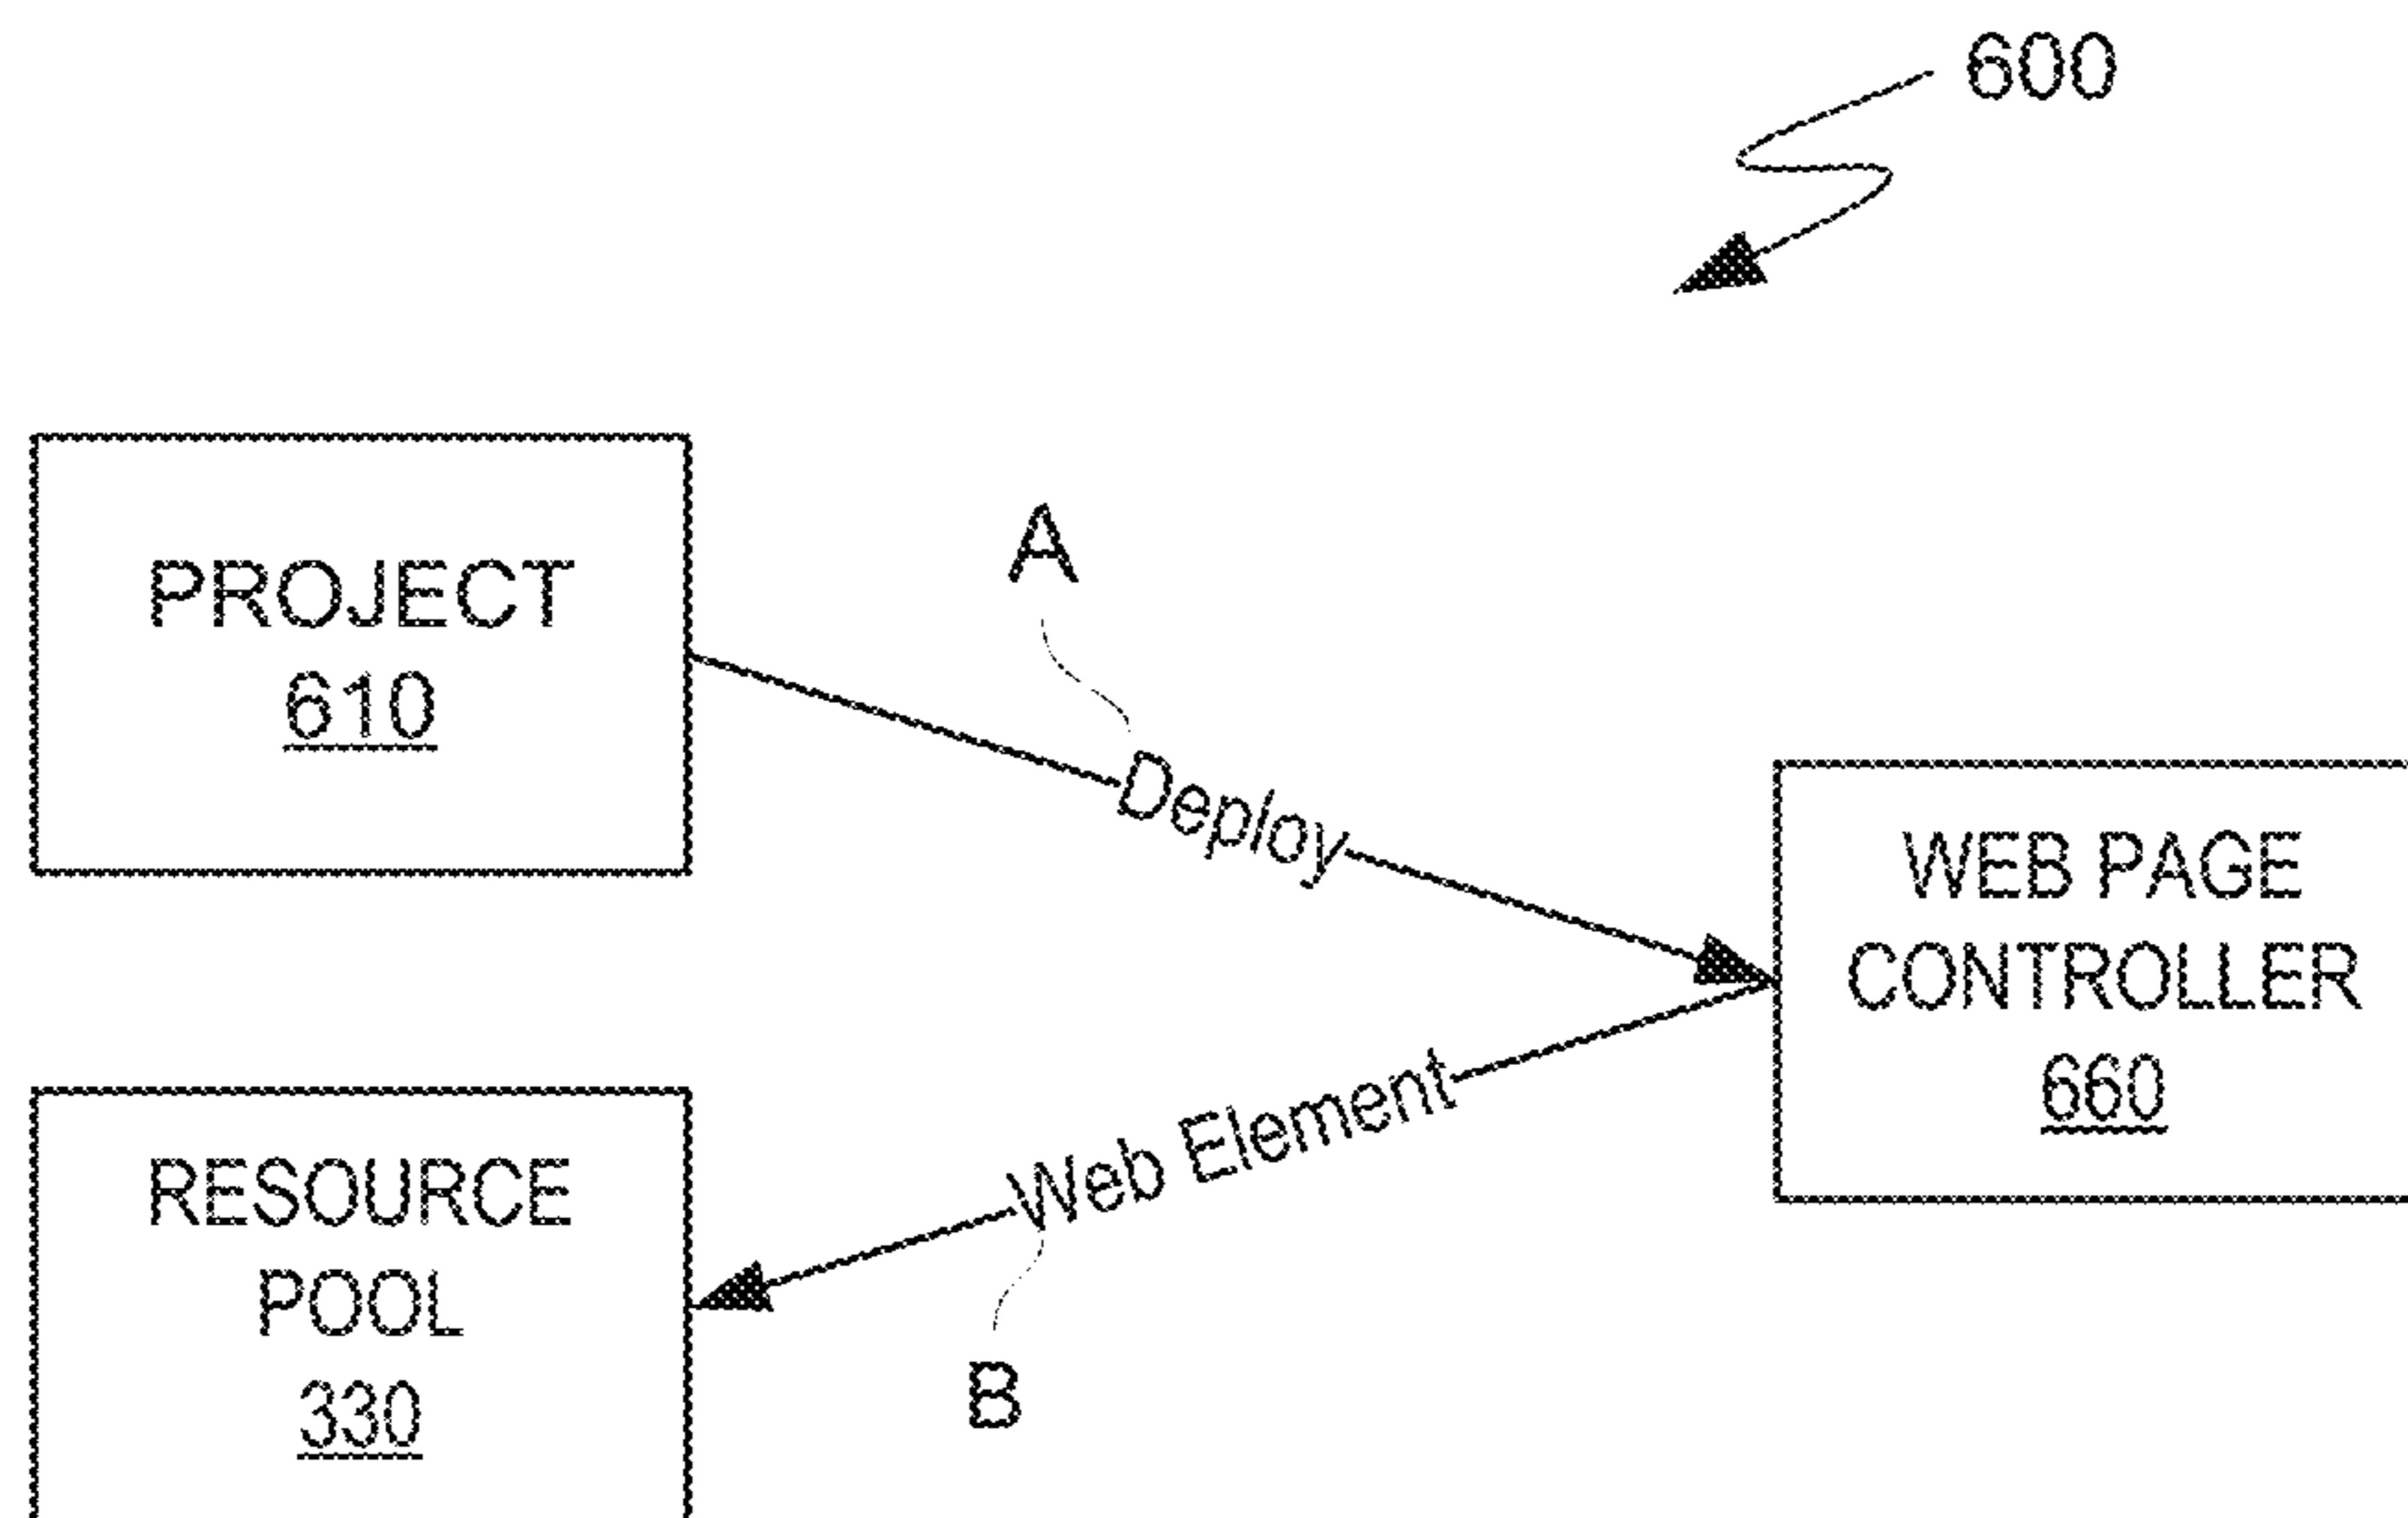 600
PROJECT
610
A
Deploy
WEB PAGE
CONTROLLER
660
Web Element
RESOURCE
POOL
330
B